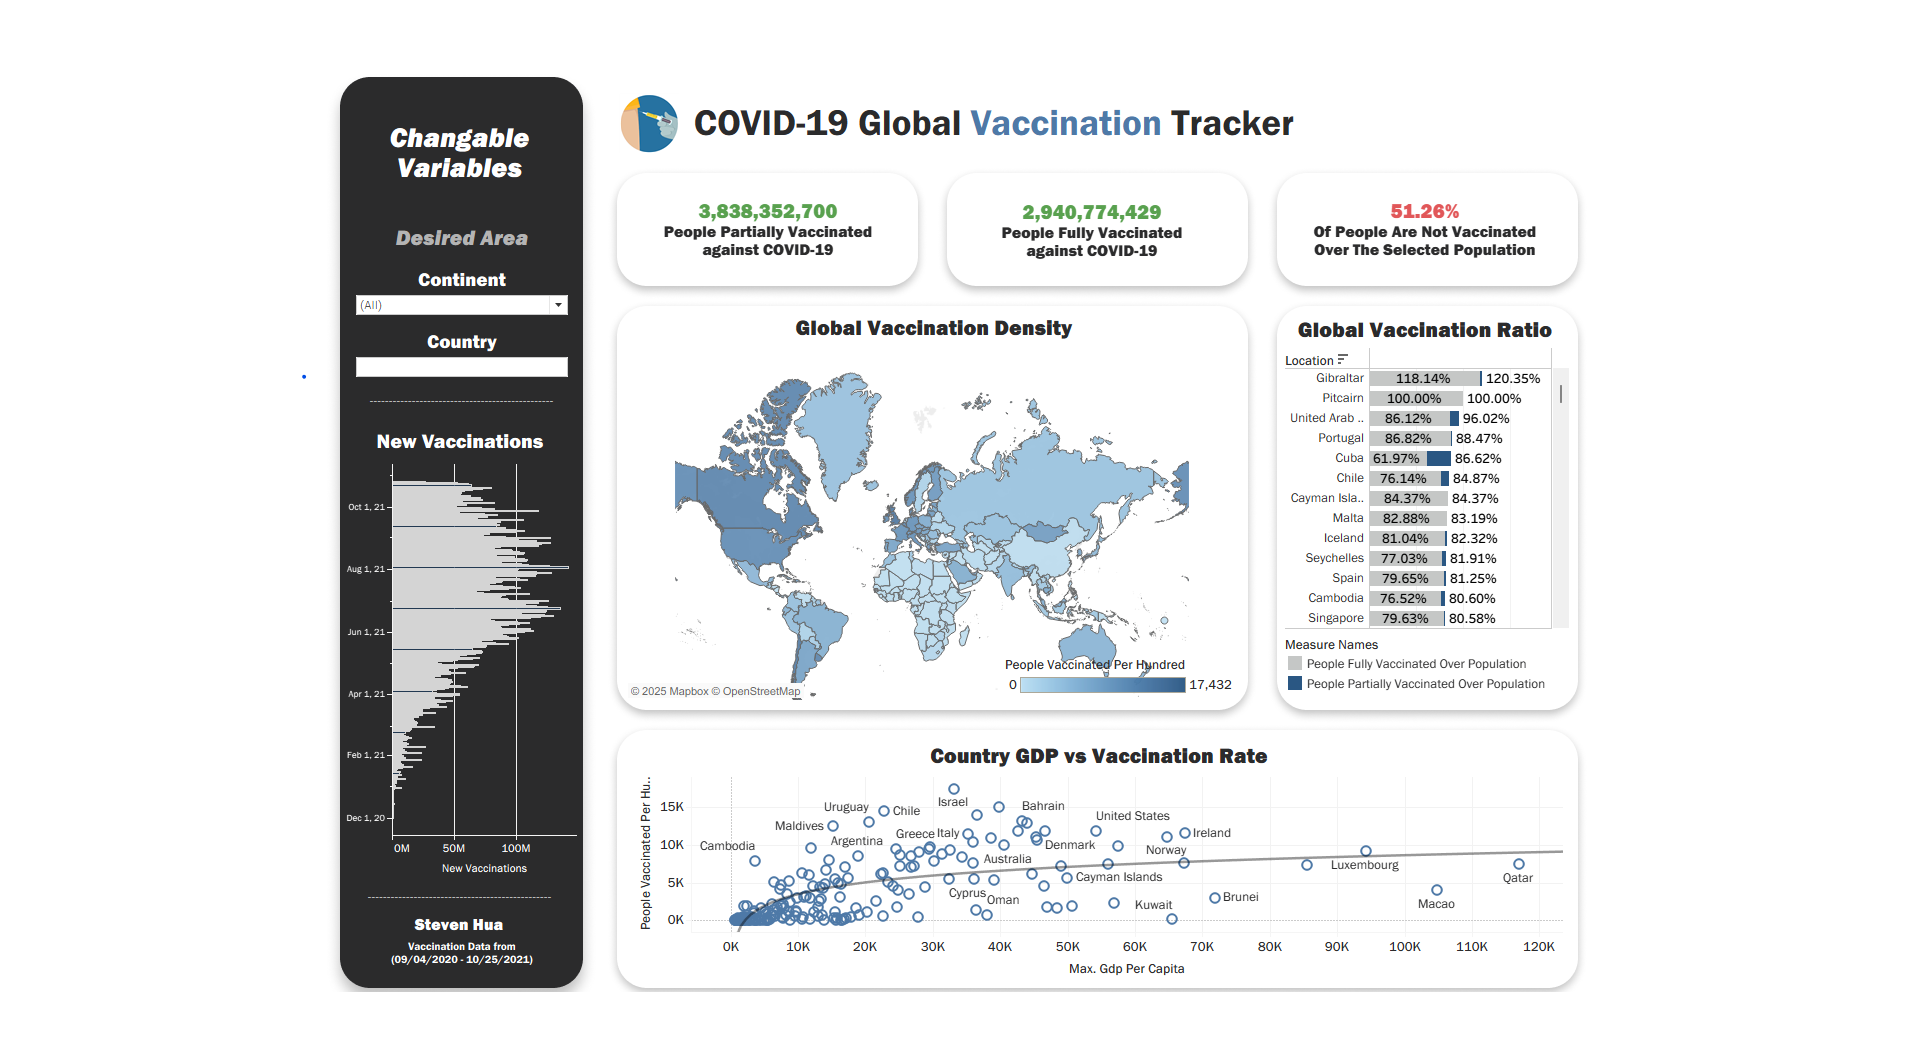 Changable
Variables
Desired Area
Continent
(All)
Country
New Vaccinations
Oct 1, 21
Aug 1, 21
Jun 1, 21
Apr 1, 21
Feb 1, 21
Dec 1, 20
0M 50M 100M
New Vaccinations
Steven Hua
Vaccination Data from
(09/04/2020 - 10/25/2021)
COVID-19 Global Vaccination Tracker
3,838,352,700
People Partially Vaccinated
against COVID-19
2,940,774,429
People Fully Vaccinated
against COVID-19
51.26%
Of People Are Not Vaccinated
Over The Selected Population
Global Vaccination Density
People Vaccinated Per Hundred
0 17,432
© 2025 Mapbox © OpenStreetMap
Global Vaccination Ratio
Location
Gibraltar 118.14% 120.35%
Pitcairn 100.00% 100.00%
United Arab .. 86.12% 96.02%
Portugal 86.82% 88.47%
Cuba 61.97% 86.62%
Chile 76.14% 84.87%
Cayman Isla.. 84.37% 84.37%
Malta 82.88% 83.19%
Iceland 81.04% 82.32%
Seychelles 77.03% 81.91%
Spain 79.65% 81.25%
Cambodia 76.52% 80.60%
Singapore 79.63% 80.58%
Measure Names
People Fully Vaccinated Over Population
People Partially Vaccinated Over Population
Country GDP vs Vaccination Rate
People Vaccinated Per Hu..
15K
10K
5K
0K
Israel
Uruguay
Chile
Bahrain
United States
Maldives
Greece
Italy
Ireland
Cambodia
Argentina
Denmark
Norway
Australia
Luxembourg
Cayman Islands
Qatar
Cyprus
Oman
Kuwait
Brunei
Macao
0K 10K 20K 30K 40K 50K 60K 70K 80K 90K 100K 110K 120K
Max. Gdp Per Capita